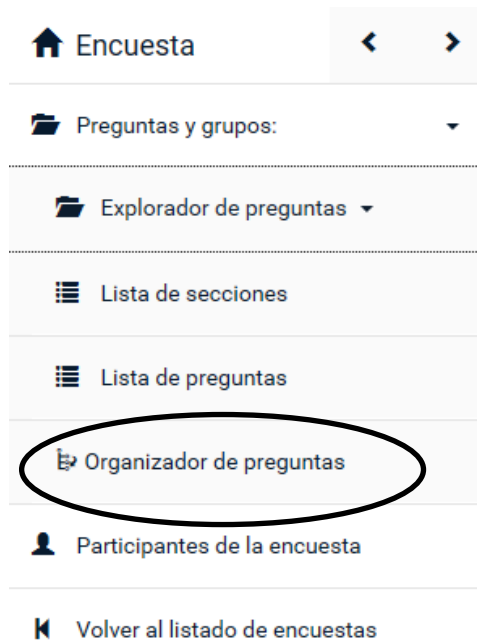 Encuesta
Preguntas y grupos:
Explorador de preguntas
Lista de secciones
Lista de preguntas
Organizador de preguntas
Participantes de la encuesta
Volver al listado de encuestas